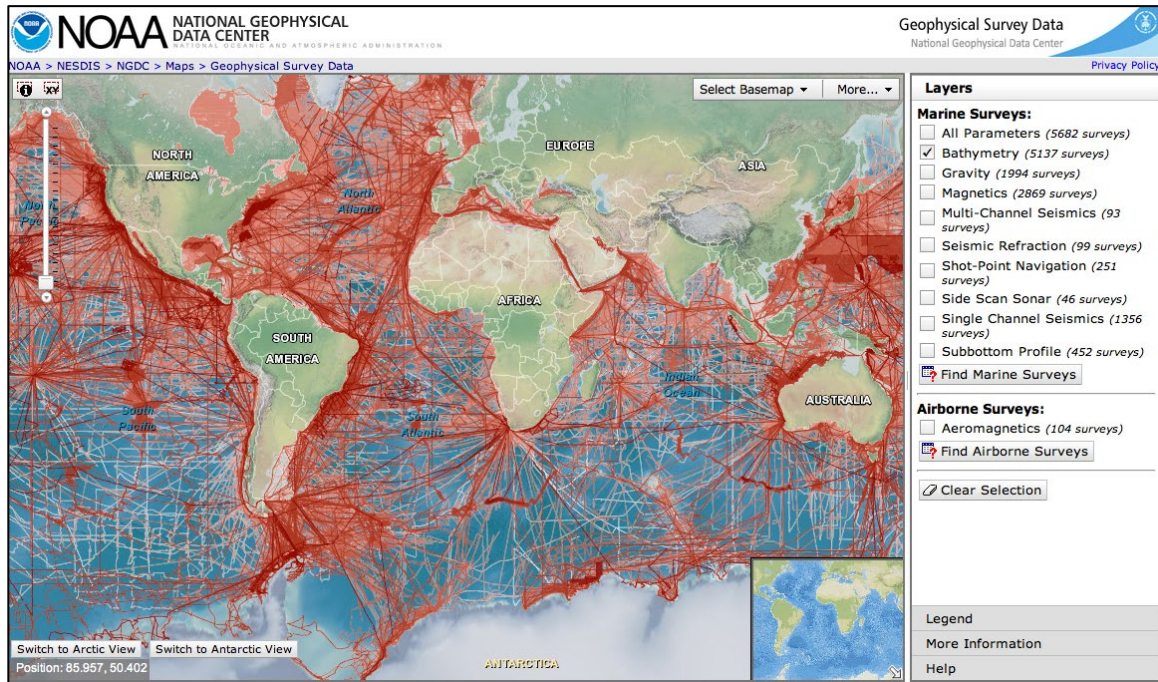 NOAA
NOAA NATIONAL GEOPHYSICAL
DATA CENTER
NATIONAL OCEANIC AND ATMOSPHERIC ADMINISTRATION
Geophysical Survey Data
National Geophysical Data Center
NOAA > NESDIS > NGDC > Maps > Geophysical Survey Data
Privacy Policy
XY
Select Basemap
More...
NORTH
AMERICA
EUROPE
ASIA
North
Pacific
North
Atlantic
AFRICA
SOUTH
AMERICA
South
Pacific
South
Atlantic
Indian
Ocean
AUSTRALIA
ANTARCTICA
Switch to Arctic View
Switch to Antarctic View
Position: 85.957, 50.402
Layers
Marine Surveys:
All Parameters (5682 surveys)
Bathymetry (5137 surveys)
Gravity (1994 surveys)
Magnetics (2869 surveys)
Multi-Channel Seismics (93
surveys)
Seismic Refraction (99 surveys)
Shot-Point Navigation (251
surveys)
Side Scan Sonar (46 surveys)
Single Channel Seismics (1356
surveys)
Subbottom Profile (452 surveys)
Find Marine Surveys
Airborne Surveys:
Aeromagnetics (104 surveys)
Find Airborne Surveys
Clear Selection
Legend
More Information
Help